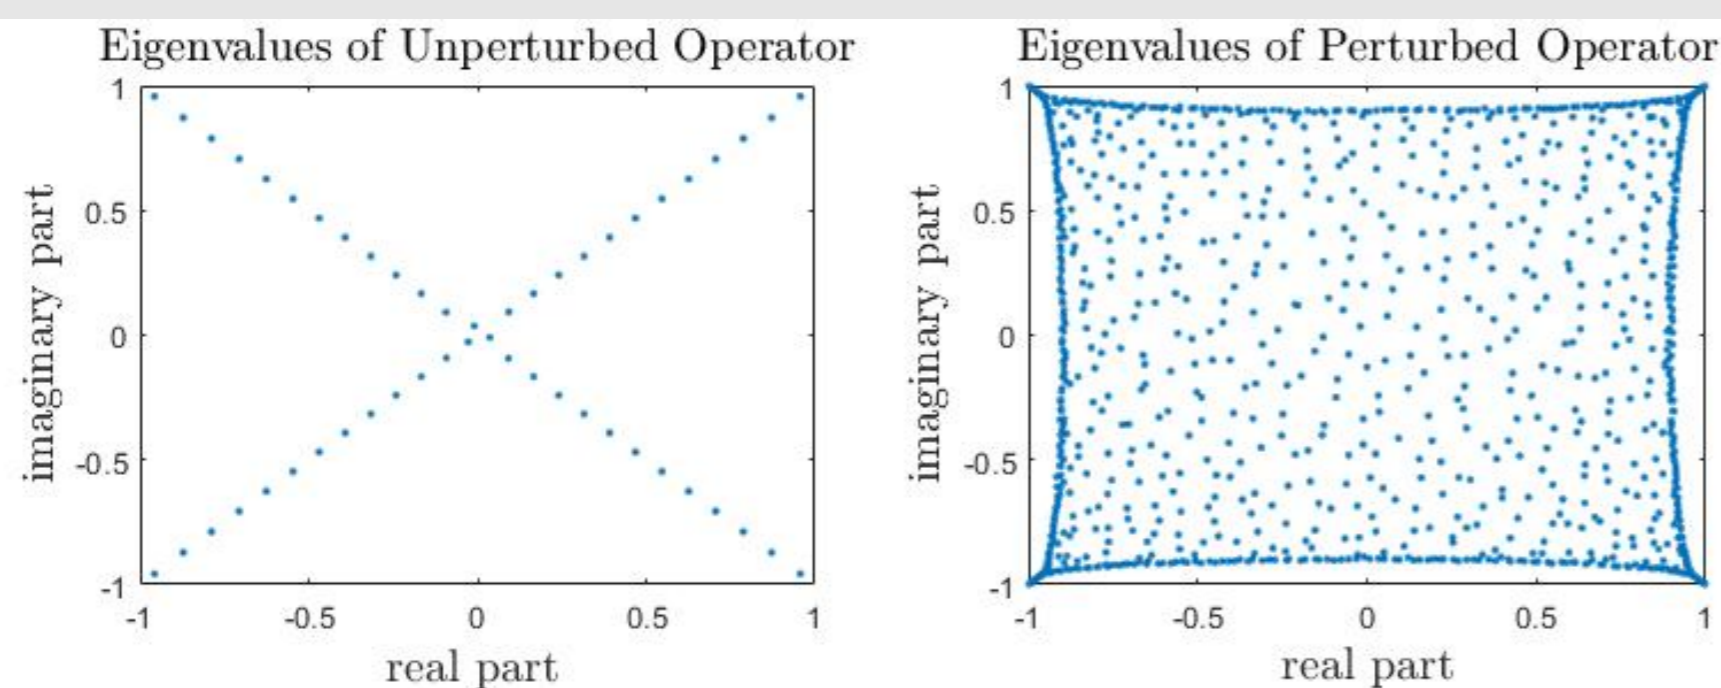 Eigenvalues of Unperturbed Operator
1
0.5
0
-0.5
-1
-1 -0.5 0 0.5 1
imaginary part
real part
Eigenvalues of Perturbed Operator
1
0.5
0
-0.5
-1
-1 -0.5 0 0.5 1
imaginary part
real part